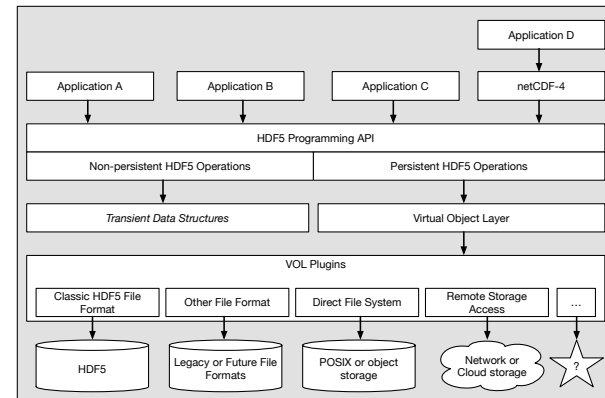 Application D
Application A
Application B
Application C
netCDF-4
HDF5 Programming API
Non-persistent HDF5 Operations
Persistent HDF5 Operations
Transient Data Structures
Virtual Object Layer
VOL Plugins
Classic HDF5 File
Format
Other File Format
Direct File System
Remote Storage
Access
...
HDF5
Legacy or Future File
Formats
POSIX or object
storage
Network or
Cloud storage
?